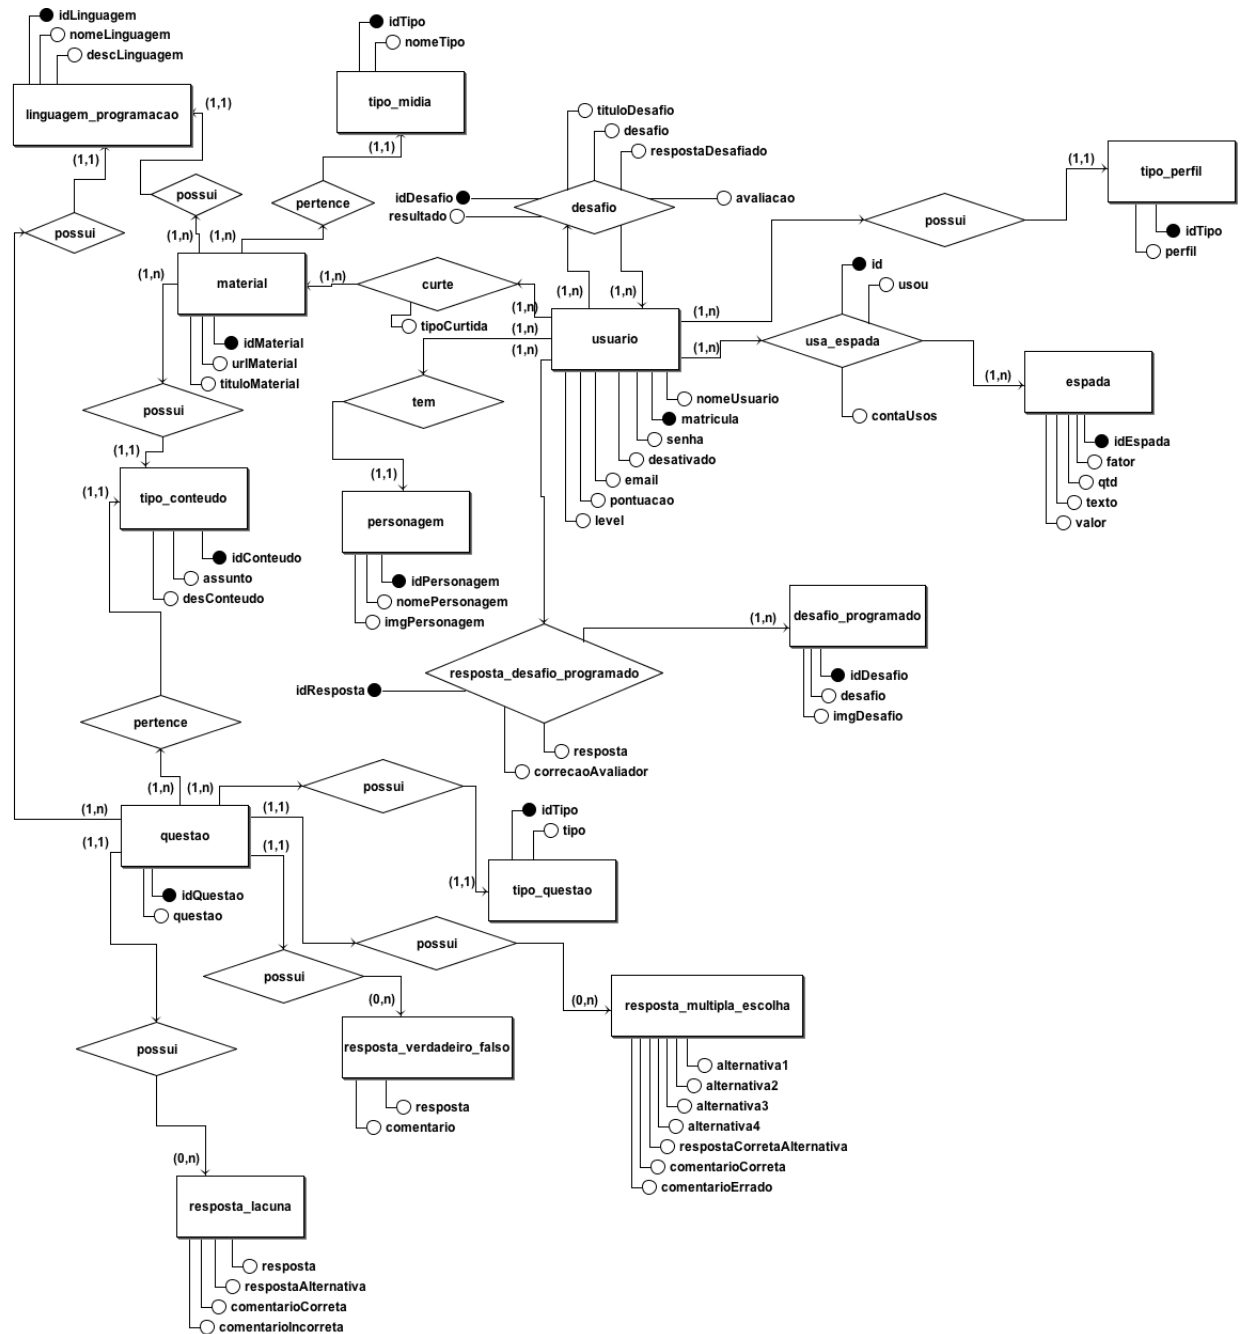 idLinguagem
nomeLinguagem
descLinguagem
linguagem_programacao
(1,1)
(1,1)
possui
possui
idTipo
nomeTipo
tipo_midia
(1,1)
pertence
(1,n)
(1,n)
(1,n)
material
idMaterial
urlMaterial
tituloMaterial
(1,n)
curte
tipoCurtida
tituloDesafio
desafio
respostaDesafiado
idDesafio
resultado
avaliacao
desafio
(1,n)
(1,n)
(1,n)
(1,n)
(1,n)
usuario
(1,n)
(1,n)
nomeUsuario
matricula
senha
desativado
email
pontuacao
level
possui
(1,1)
tipo_perfil
idTipo
perfil
id
usou
usa_espada
contaUsos
(1,n)
espada
idEspada
fator
qtd
texto
valor
possui
(1,1)
(1,1)
tipo_conteudo
idConteudo
assunto
desConteudo
tem
(1,1)
personagem
idPersonagem
nomePersonagem
imgPersonagem
resposta_desafio_programado
idResposta
resposta
correcaoAvaliador
(1,n)
desafio_programado
idDesafio
desafio
imgDesafio
pertence
(1,n)
(1,n)
(1,n)
(1,1)
(1,1)
(1,1)
questao
idQuestao
questao
possui
idTipo
tipo
(1,1)
tipo_questao
possui
(0,n)
resposta_multipla_escolha
alternativa1
alternativa2
alternativa3
alternativa4
respostaCorretaAlternativa
comentarioCorreta
comentarioErrado
possui
(0,n)
resposta_verdadeiro_falso
resposta
comentario
possui
(0,n)
resposta_lacuna
resposta
respostaAlternativa
comentarioCorreta
comentarioIncorreta